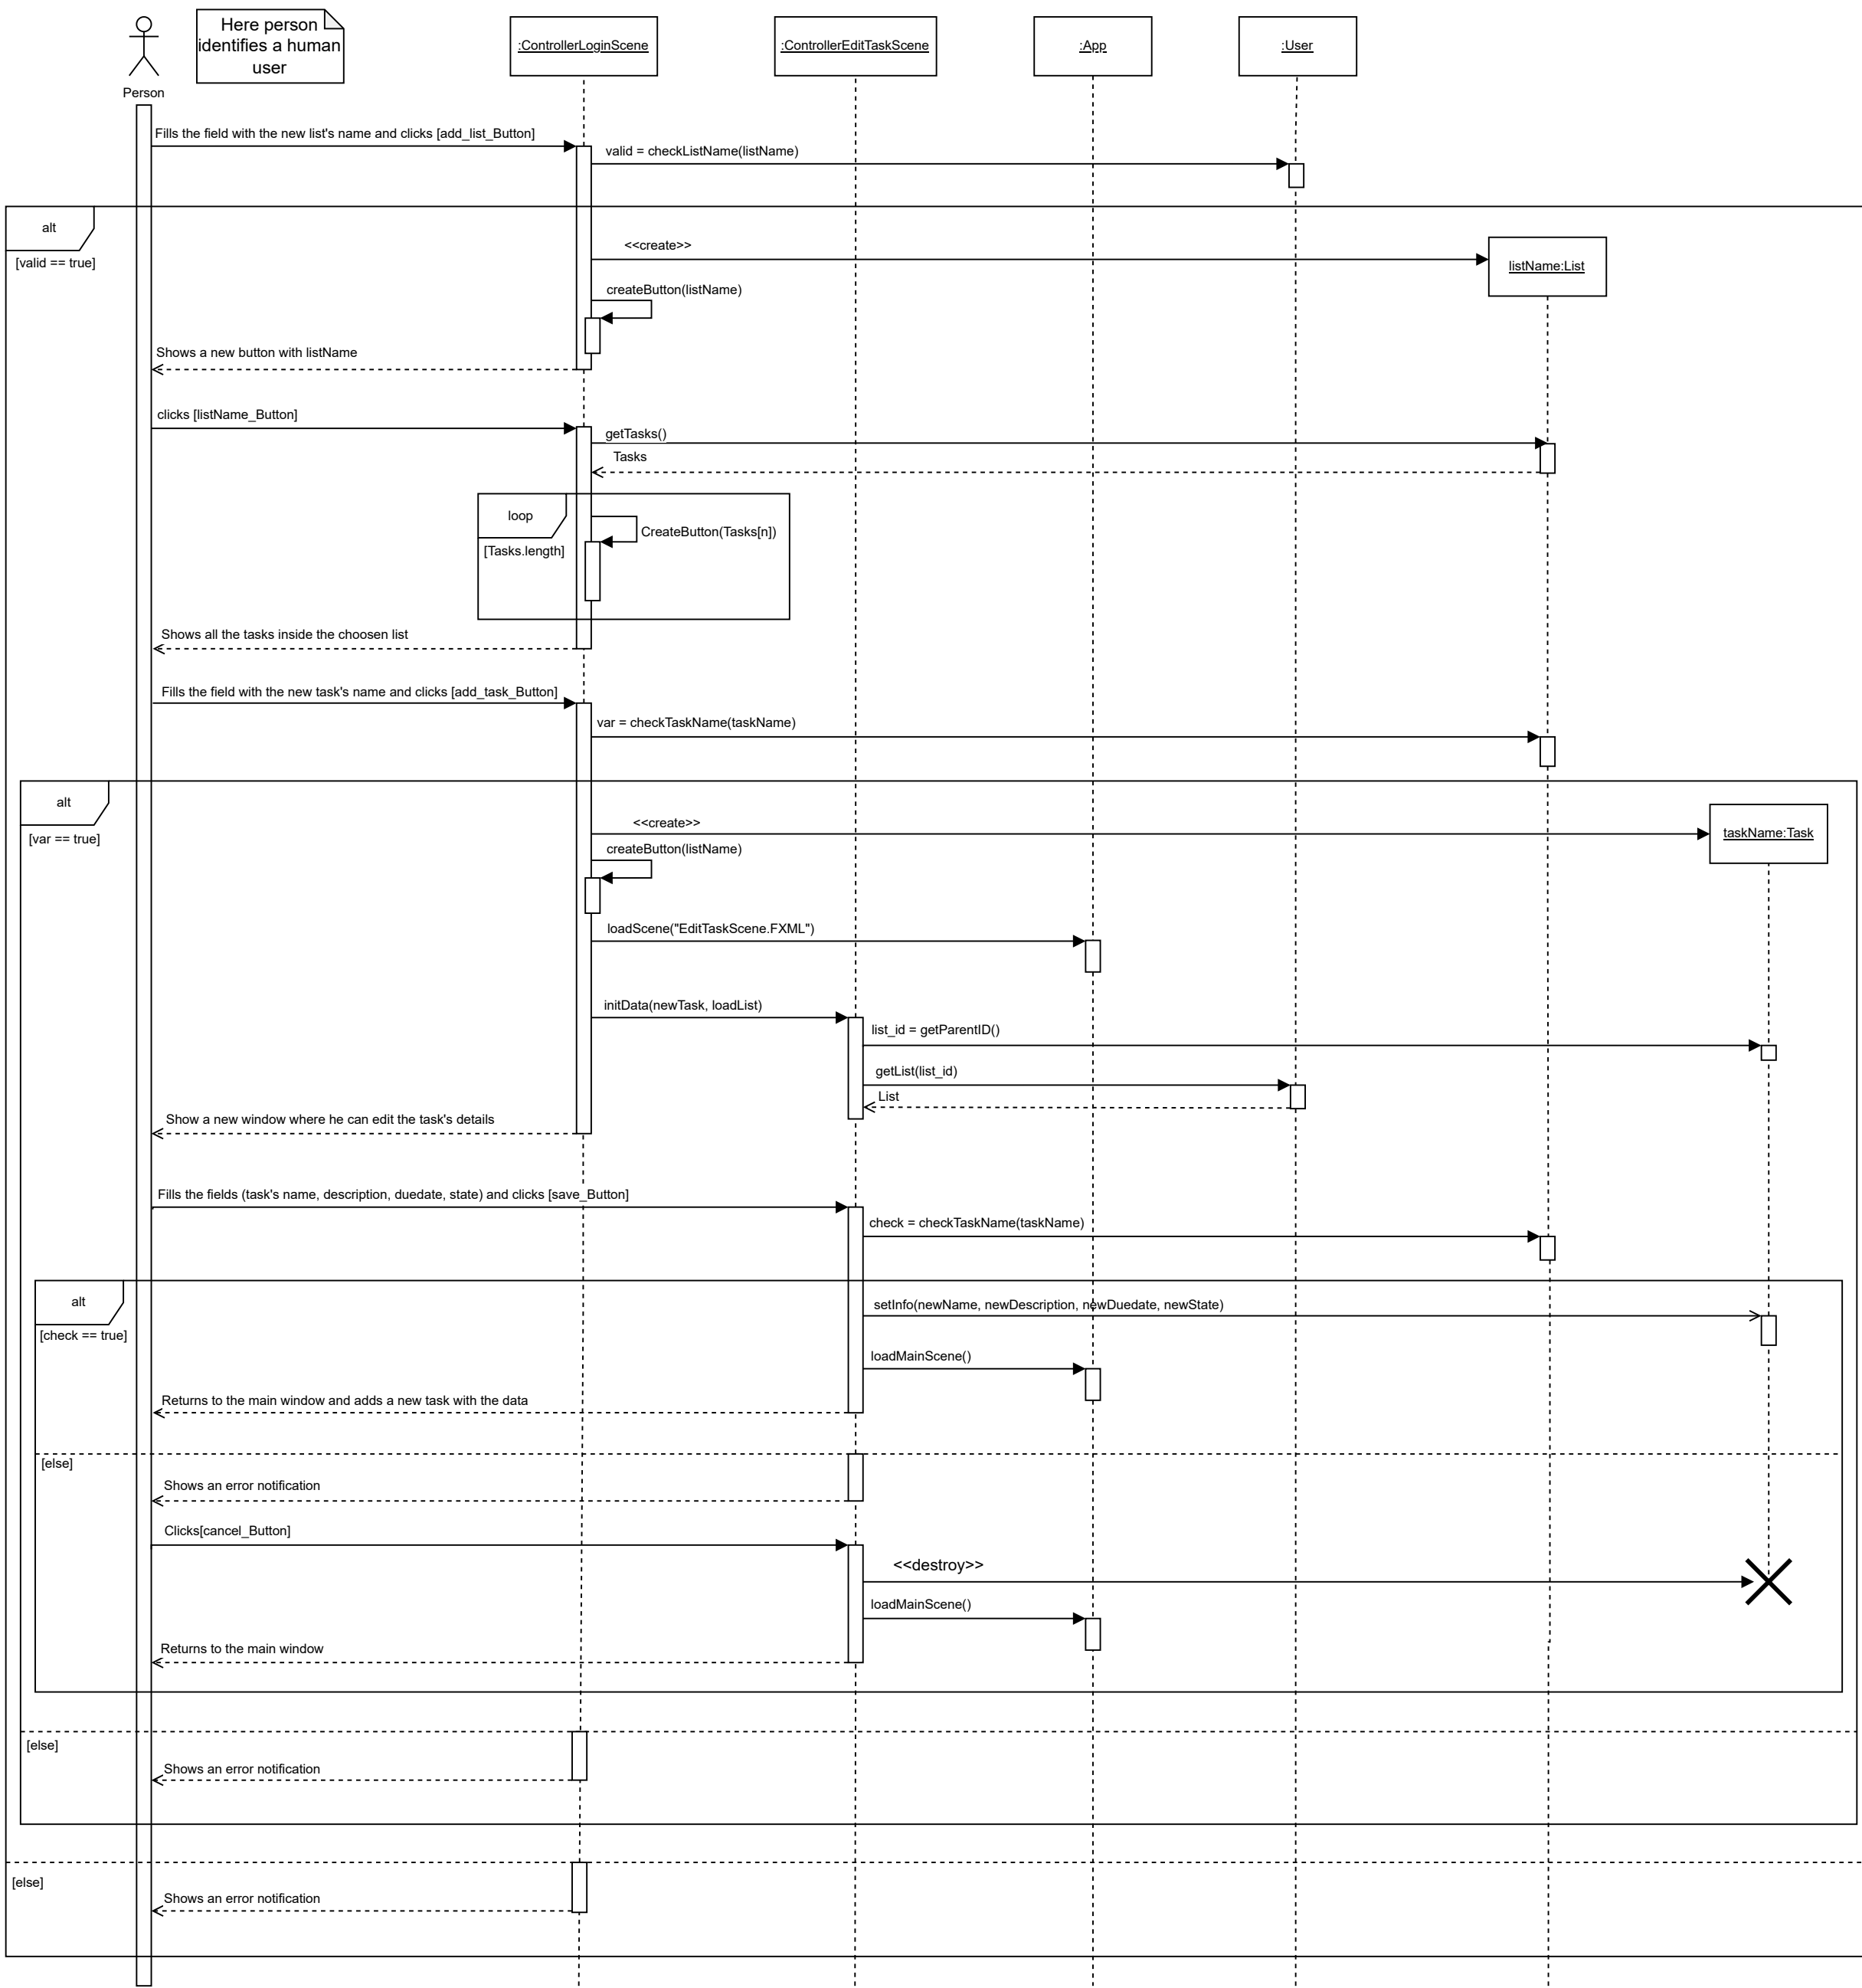 Here person
identifies a human
user
:ControllerLoginScene
:ControllerEditTaskScene
:App
:User
Person
Fills the field with the new list's name and clicks [add_list_Button]
valid = checkListName(listName)
alt
[valid == true]
<<create>>
listName:List
createButton(listName)
Shows a new button with listName
clicks [listName_Button]
getTasks()
Tasks
loop
[Tasks.length]
CreateButton(Tasks[n])
Shows all the tasks inside the choosen list
Fills the field with the new task's name and clicks [add_task_Button]
var = checkTaskName(taskName)
alt
[var == true]
<<create>>
taskName:Task
createButton(listName)
loadScene("EditTaskScene.FXML")
initData(newTask, loadList)
list_id = getParentID()
getList(list_id)
List
Show a new window where he can edit the task's details
Fills the fields (task's name, description, duedate, state) and clicks [save_Button]
check = checkTaskName(taskName)
alt
[check == true]
setInfo(newName, newDescription, newDuedate, newState)
loadMainScene()
Returns to the main window and adds a new task with the data
[else]
Shows an error notification
Clicks[cancel_Button]
<<destroy>>
loadMainScene()
Returns to the main window
[else]
Shows an error notification
[else]
Shows an error notification